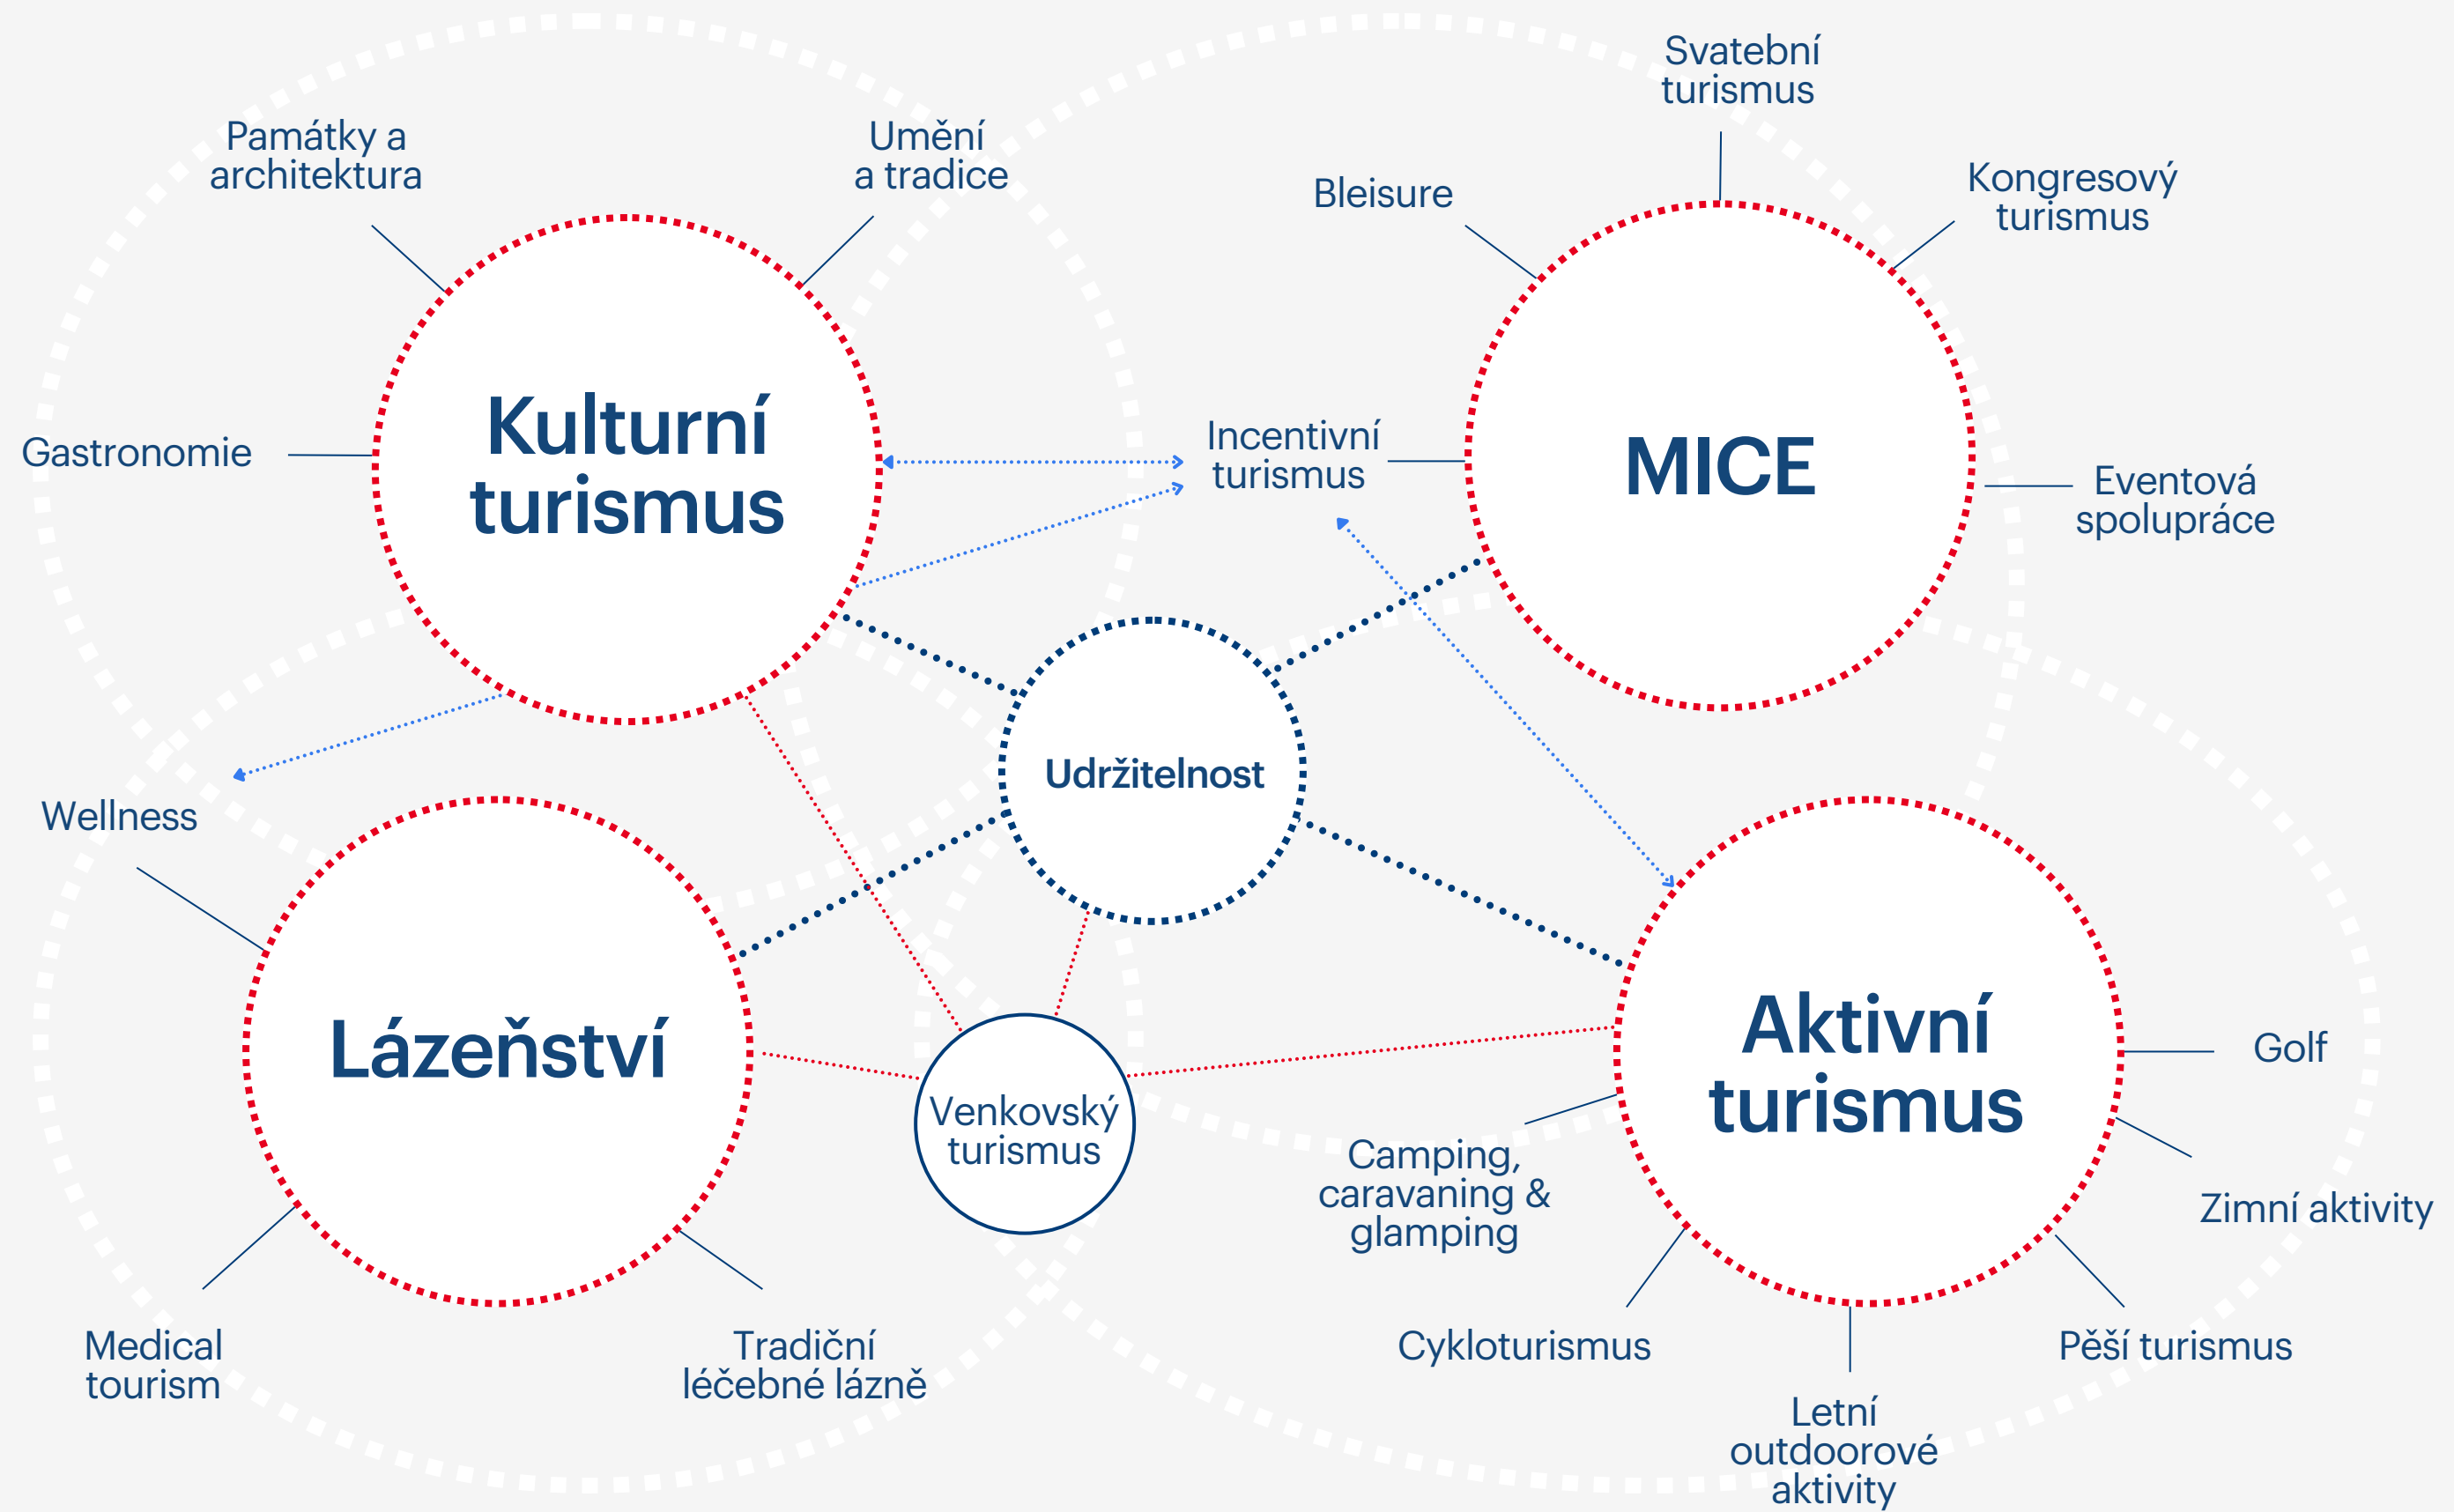 Svatební
turismus
Památky a
architektura
Umění
a tradice
Bleisure
Kongresový
turismus
Gastronomie
Kulturní
turismus
Incentivní
turismus
MICE
Eventová
spolupráce
Udržitelnost
Wellness
Lázeňství
Venkovský
turismus
Aktivní
turismus
Golf
Camping,
caravaning &
glamping
Zimní aktivity
Medical
tourism
Tradiční
léčebné lázně
Cykloturismus
Pěší turismus
Letní
outdoorové
aktivity